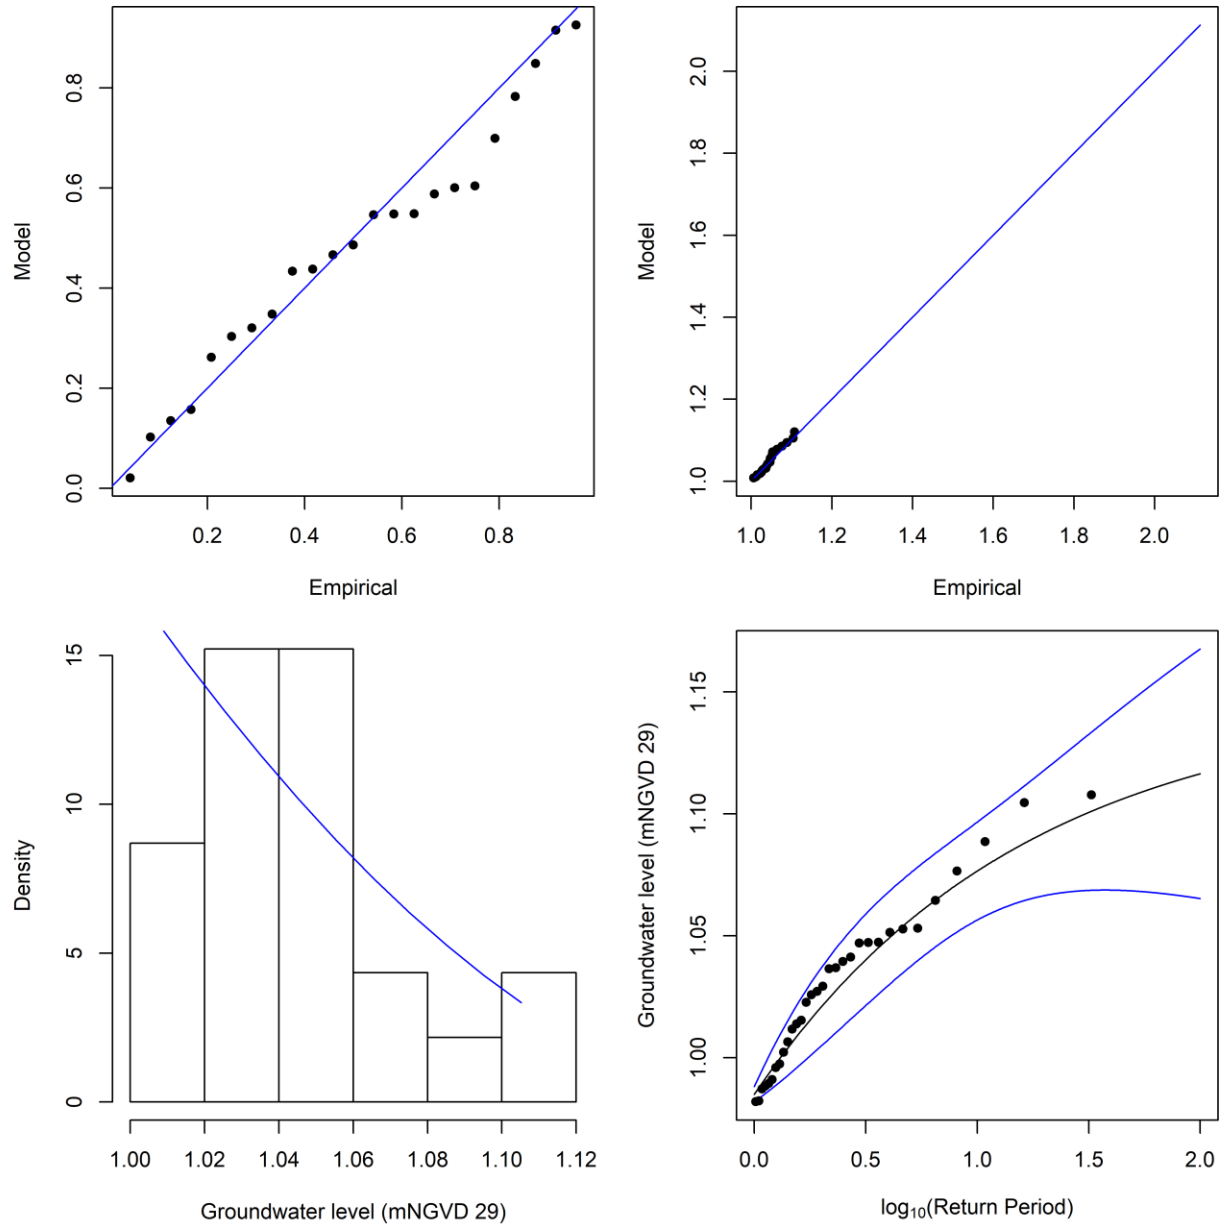 Model
0.0 0.2 0.4 0.6 0.8
0.2 0.4 0.6 0.8
Empirical
Model
1.0 1.2 1.4 1.6 1.8 2.0
1.0 1.2 1.4 1.6 1.8 2.0
Empirical
Density
0 5 10 15
1.00 1.02 1.04 1.06 1.08 1.10 1.12
Groundwater level (mNGVD 29)
Groundwater level (mNGVD 29)
1.00 1.05 1.10 1.15
0.0 0.5 1.0 1.5 2.0
log₁₀(Return Period)